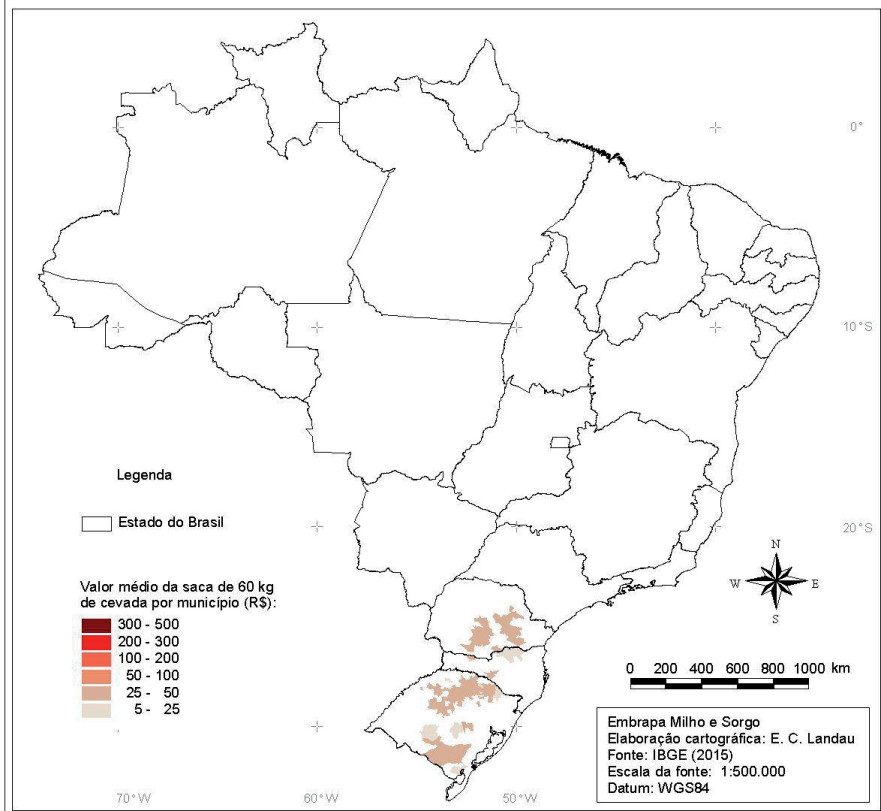 0°
10°S
Legenda
Estado do Brasil
20°S
N
W E
S
Valor médio da saca de 60 kg
de cevada por município (R$):
300 - 500
200 - 300
100 - 200
50 - 100
25 - 50
5 - 25
0 200 400 600 800 1000 km
Embrapa Milho e Sorgo
Elaboração cartográfica: E. C. Landau
Fonte: IBGE (2015)
Escala da fonte: 1:500.000
Datum: WGS84
70°W 60°W 50°W